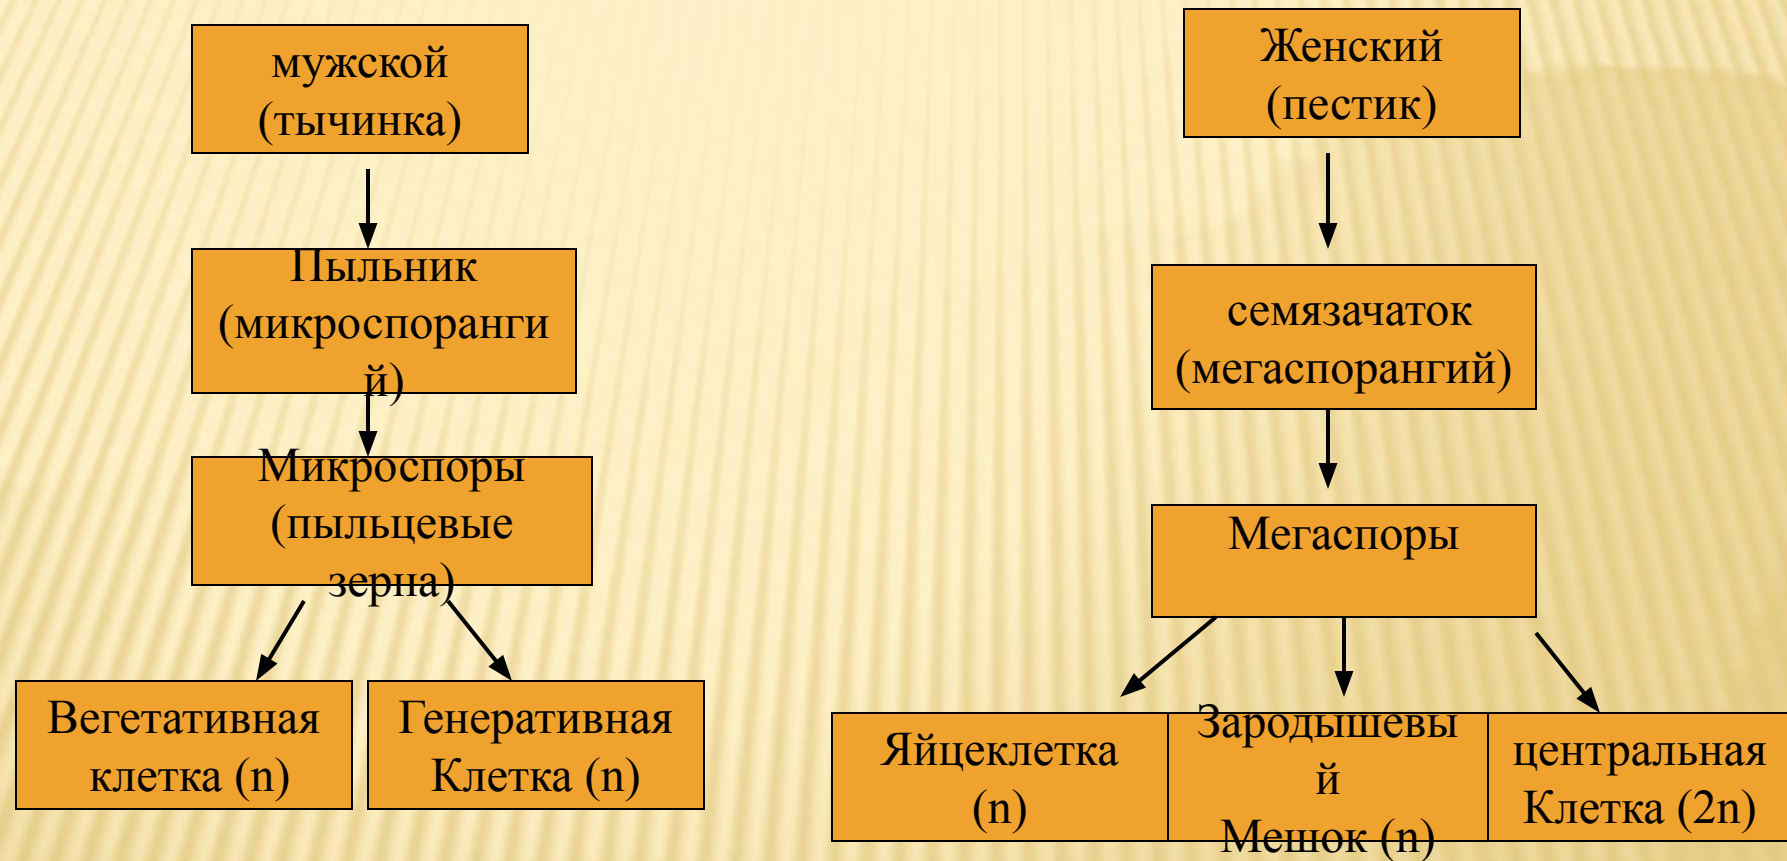 мужской
(тычинка)
Пыльник
(микроспоранги
й)
Микроспоры
(пыльцевые
зерна)
Вегетативная
клетка (n)
Генеративная
Клетка (n)
Женский
(пестик)
семязачаток
(мегаспорангий)
Мегаспоры
Яйцеклетка
(n)
Зародышевы
й
Мешок (n)
центральная
Клетка (2n)